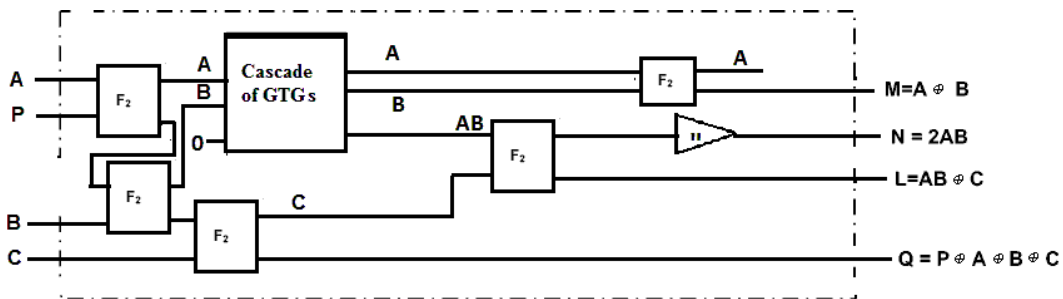 A
P
F2
A
B
0
Cascade
of GTGs
A
B
F2
A
M=A ⊕ B
AB
F2
"
N = 2AB
L=AB ⊕ C
B
C
F2
F2
C
Q = P ⊕ A ⊕ B ⊕ C